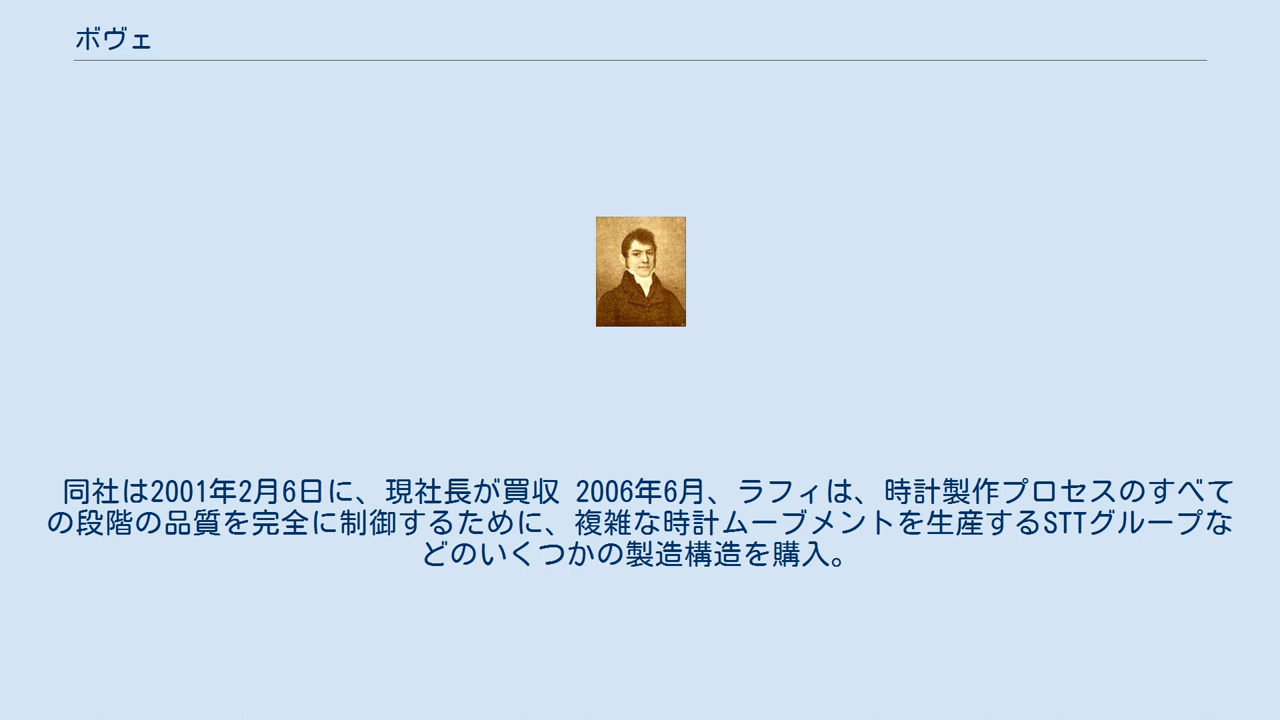 ボヴェ
同社は2001年2月6日に、現社長が買収 2006年6月、ラフィは、時計製作プロセスのすべて
の段階の品質を完全に制御するために、複雑な時計ムーブメントを生産するSTTグループな
どのいくつかの製造構造を購入。